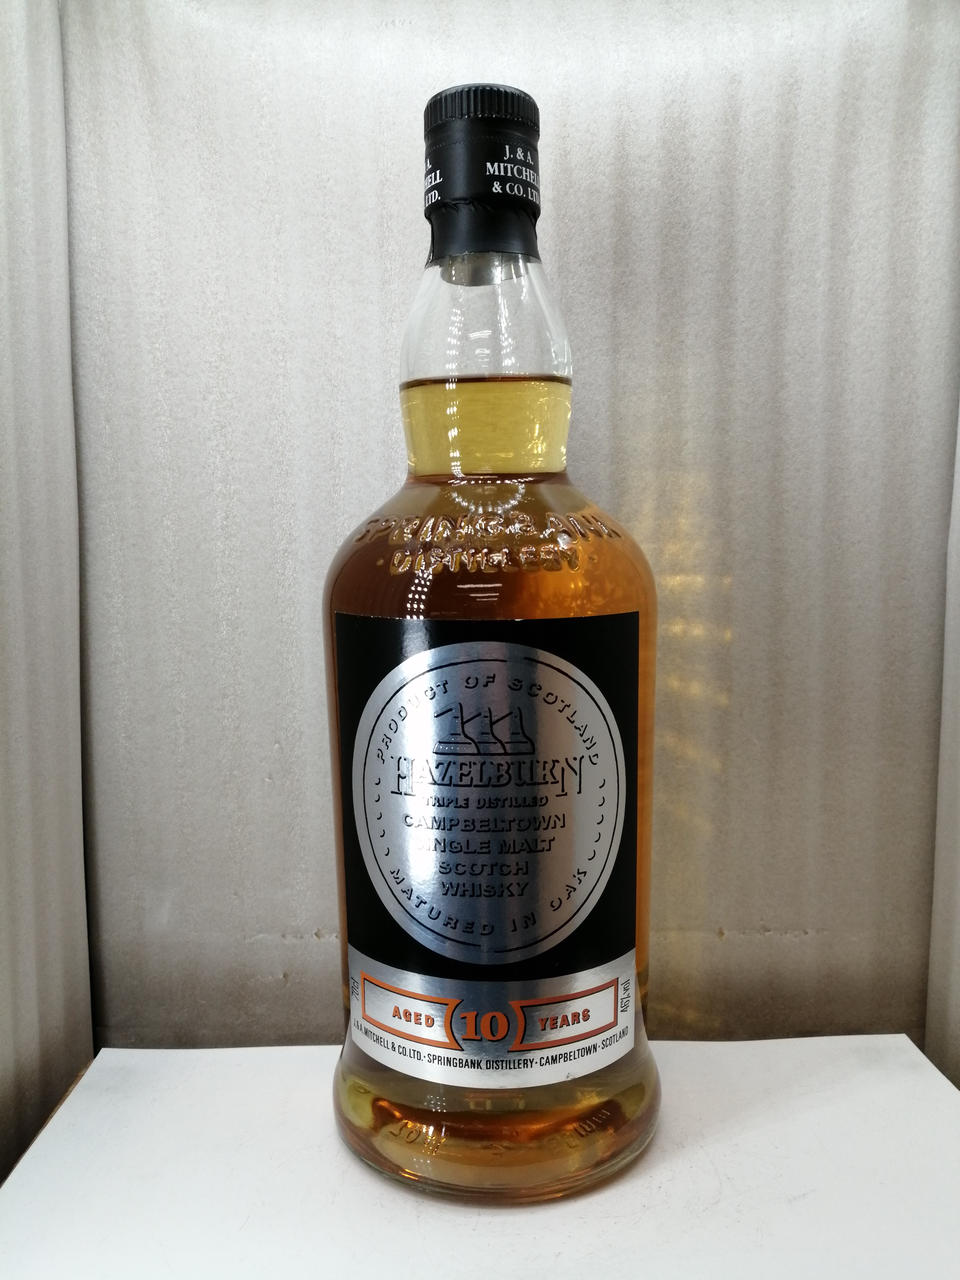 J. & A.
MITCHELL
& CO. LTD.
SPRINGBANK
· DISTILLERY ·
PRODUCT OF SCOTLAND
HAZELBURN
TRIPLE DISTILLED
CAMPBELTOWN
SINGLE MALT
SCOTCH
WHISKY
MATURED IN OAK
70cl
AGED 10 YEARS
J.& A. MITCHELL & CO. LTD. · SPRINGBANK DISTILLERY · CAMPBELTOWN · SCOTLAND